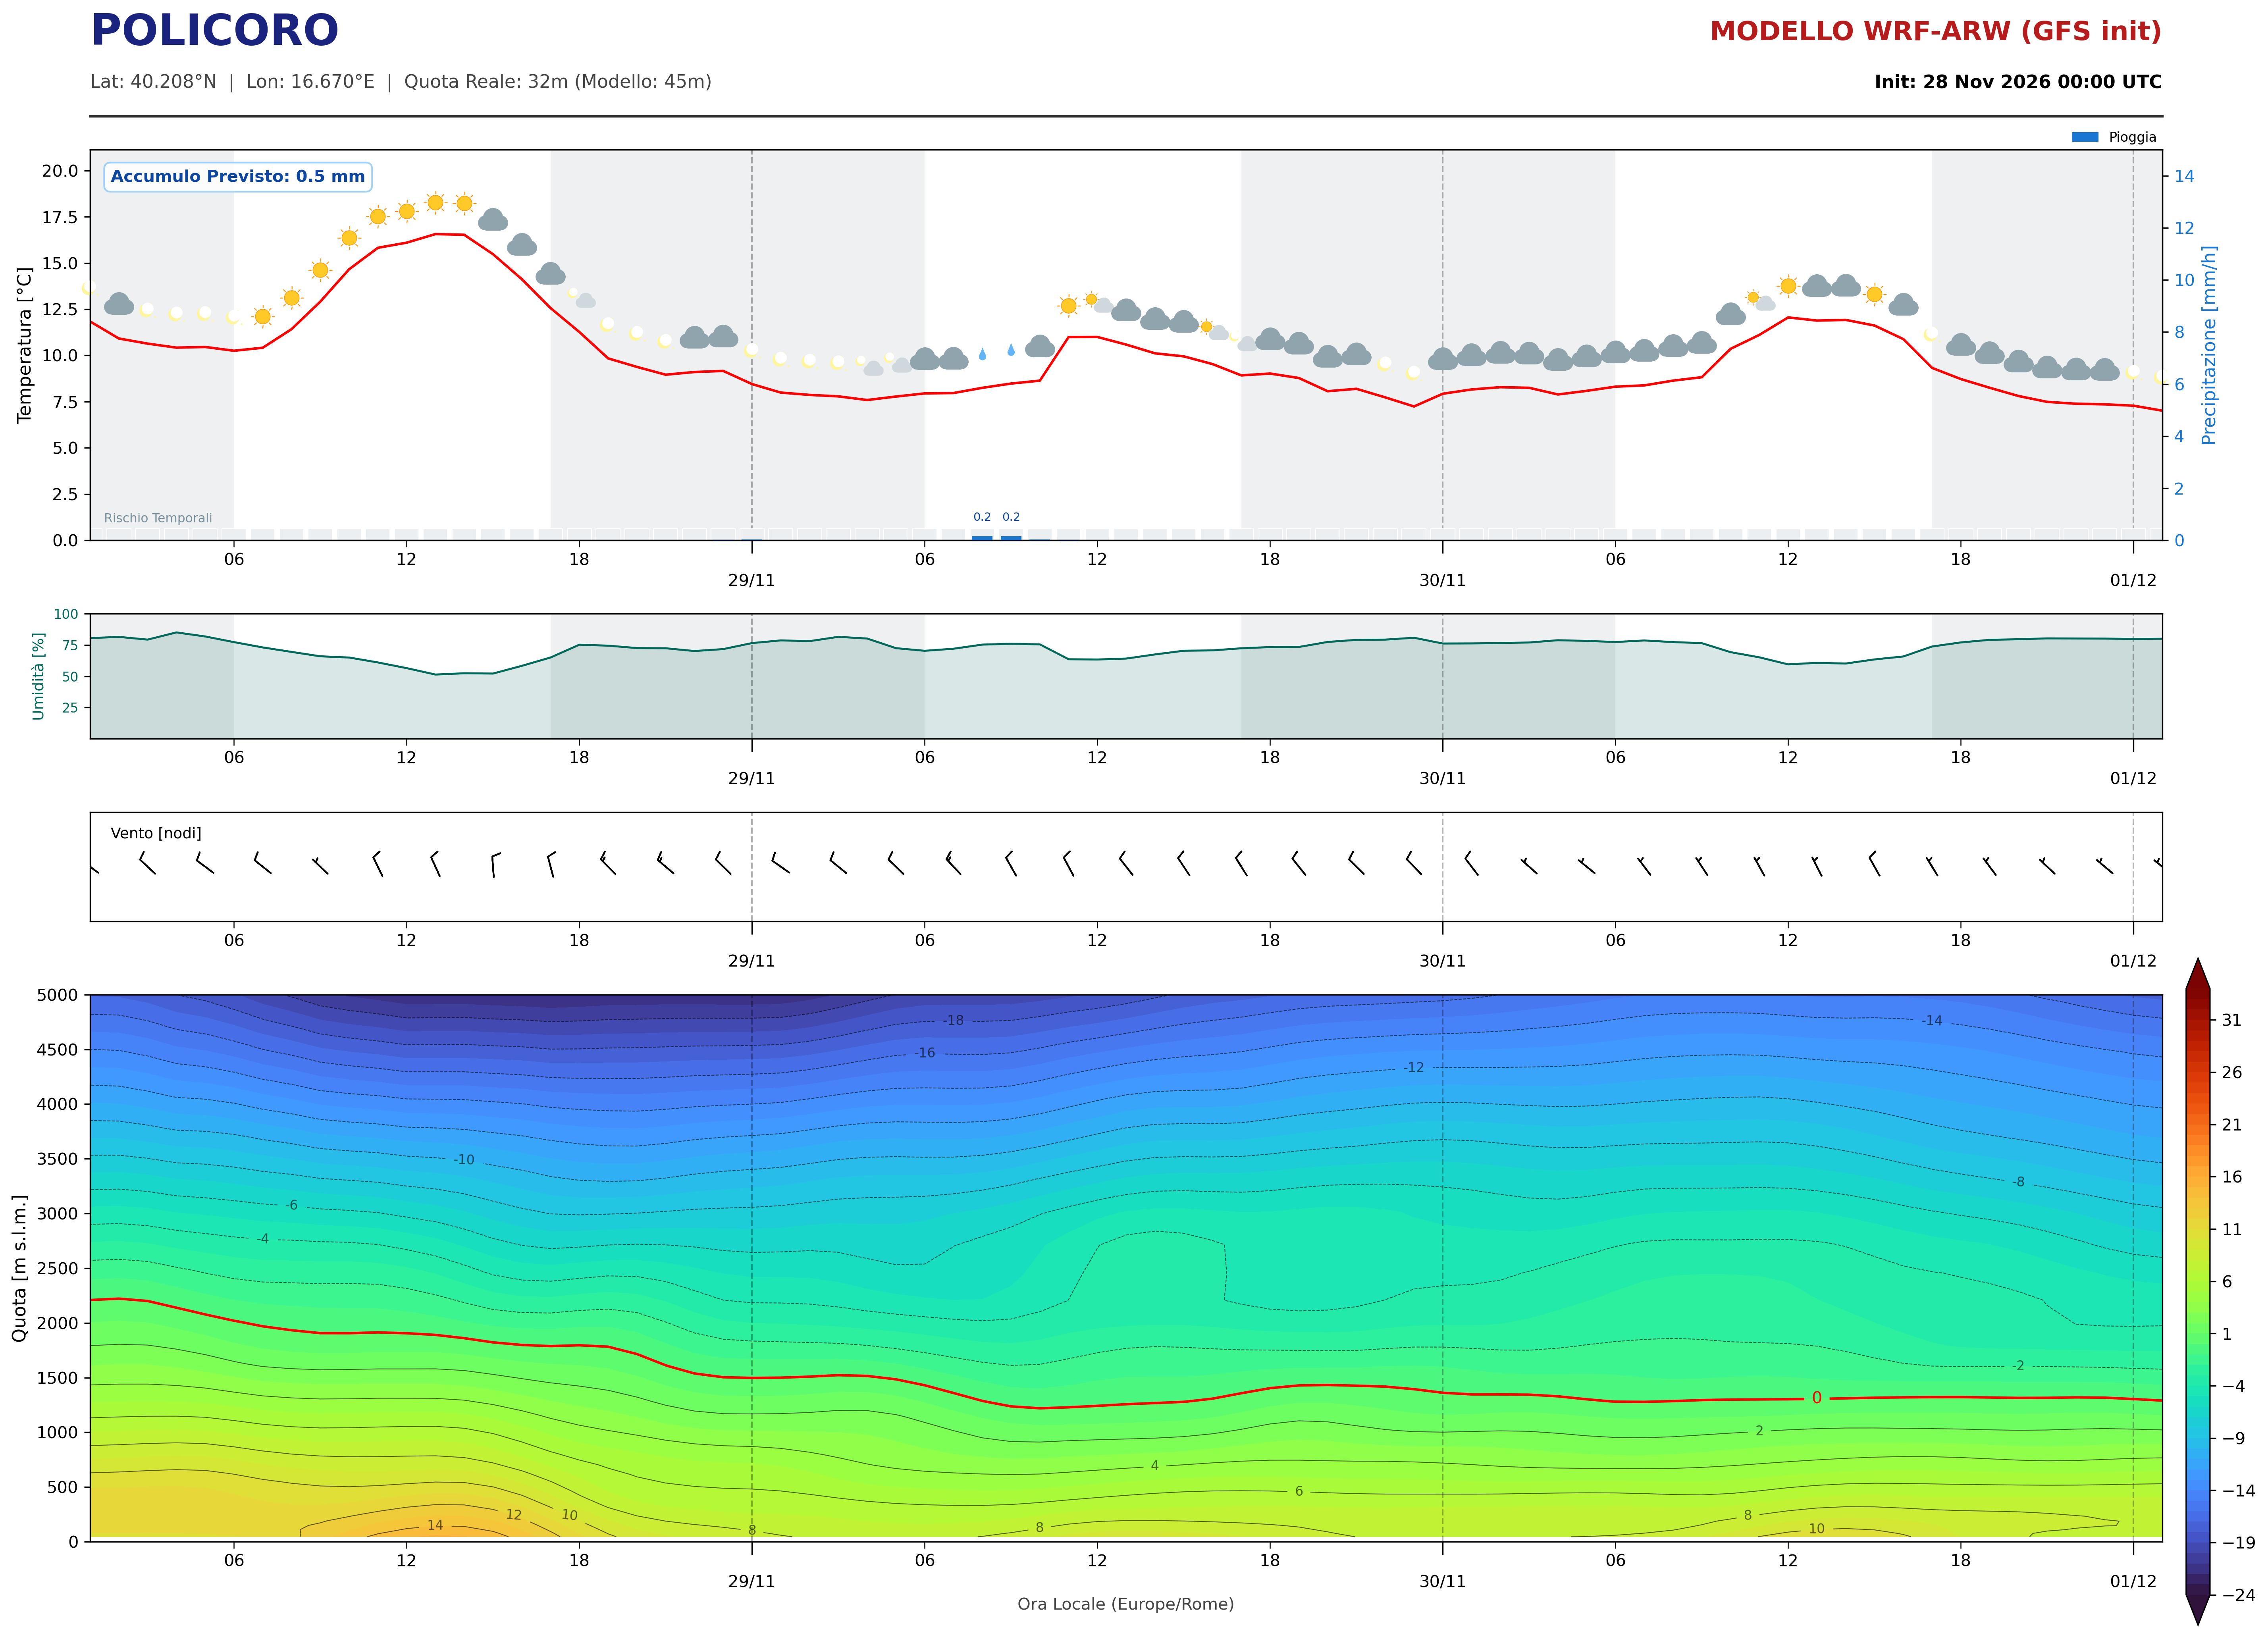 POLICORO
MODELLO WRF-ARW (GFS init)
Lat: 40.208°N | Lon: 16.670°E | Quota Reale: 32m (Modello: 45m)
Init: 28 Nov 2026 00:00 UTC
Pioggia
Accumulo Previsto: 0.5 mm
Temperatura [°C]
20.0
17.5
15.0
12.5
10.0
7.5
5.0
2.5
0.0
Rischio Temporali
0.2 0.2
Precipitazione [mm/h]
14
12
10
8
6
4
2
0
06 12 18 06 12 18 06 12 18
29/11 30/11 01/12
Umidità [%]
100
75
50
25
06 12 18 06 12 18 06 12 18
29/11 30/11 01/12
Vento [nodi]
06 12 18 06 12 18 06 12 18
29/11 30/11 01/12
Quota [m s.l.m.]
5000
4500
4000
3500
3000
2500
2000
1500
1000
500
0
-18 -14
-16
-12
-10
-8
-6
-4
-2
0
2
4
6
12 10 8
14 8 8 10
06 12 18 06 12 18 06 12 18
29/11 30/11 01/12
Ora Locale (Europe/Rome)
31
26
21
16
11
6
1
−4
−9
−14
−19
−24